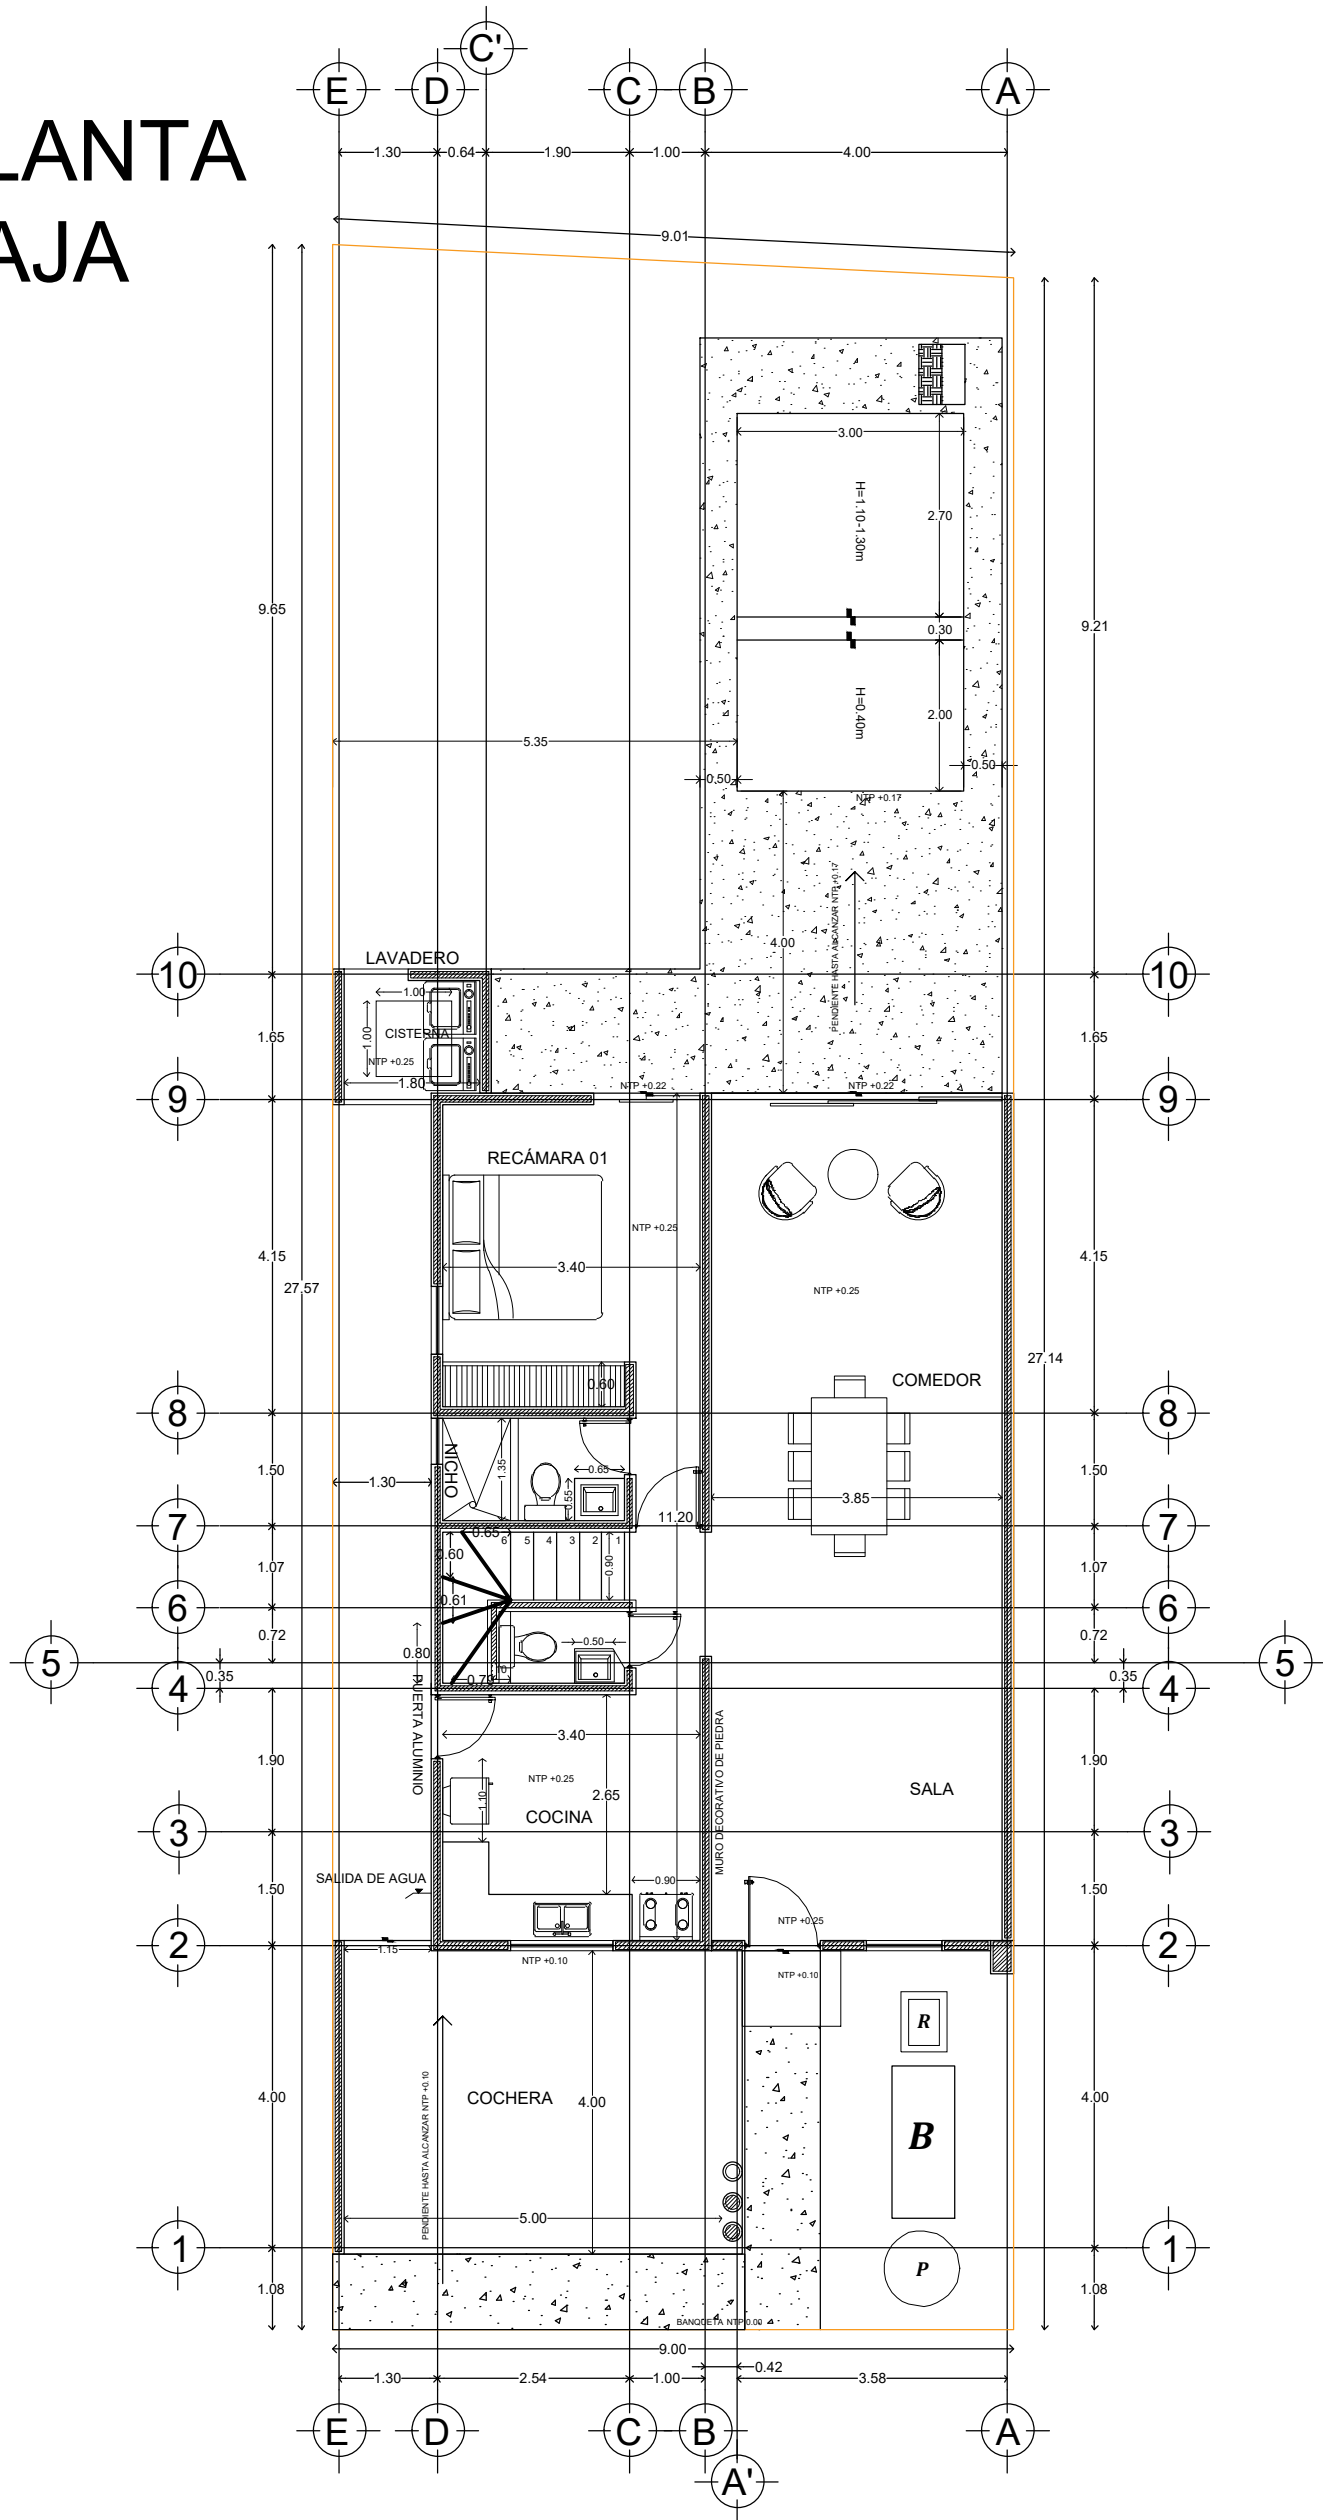 C'
E D C B A
1.30 0.64 1.90 1.00 4.00
LANTA
AJA
9.01
3.00
H=1.10-1.30m
2.70
9.65
0.30
9.21
H=0.40m
2.00
5.35
0.50
0.50
NTP +0.17
PENDIENTE HASTA ALCANZAR NTP +0.17
4.00
LAVADERO
10 10
1.00
CISTERNA
1.00
1.65 1.65
NTP +0.25
1.80
NTP +0.22
NTP +0.22
9 9
RECÁMARA 01
NTP +0.25
4.15 4.15
3.40
27.57
NTP +0.25
27.14
COMEDOR
0.60
8 8
NICHO
1.35
0.65
1.50 1.50
1.30
0.55
3.85
11.20
7 7
0.65
6 5 4 3 2 1
0.60
0.90
1.07 1.07
0.61
6 6
0.72 0.72
0.50
0.80
5 5
0.35 0.35
0.70
4 4
PUERTA ALUMINIO
3.40
MURO DECORATIVO DE PIEDRA
1.90 1.90
NTP +0.25
2.65
SALA
1.10
COCINA
3 3
SALIDA DE AGUA
0.90
1.50 1.50
NTP +0.25
2 2
1.15
NTP +0.10
NTP +0.10
R
PENDIENTE HASTA ALCANZAR NTP +0.10
COCHERA
4.00
4.00 4.00
B
5.00
1 1
P
1.08 1.08
BANQUETA NTP 0.00
9.00
0.42
1.30 2.54 1.00 3.58
E D C B A
A'